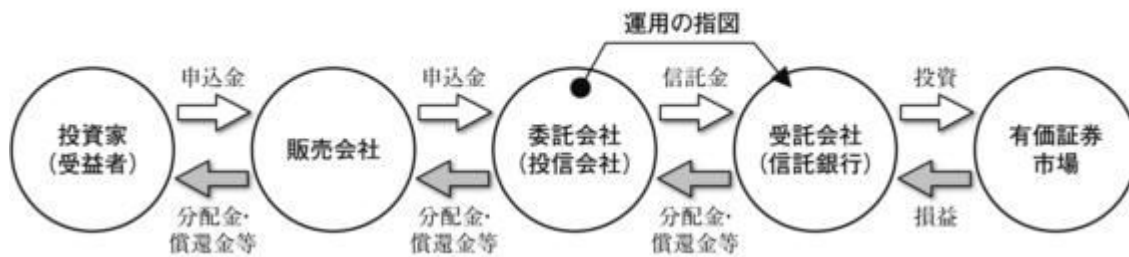 運用の指図
申込金
申込金
信託金
投資
投資家
(受益者)
販売会社
委託会社
(投信会社)
受託会社
(信託銀行)
有価証券
市場
分配金・
償還金等
分配金・
償還金等
分配金・
償還金等
損益